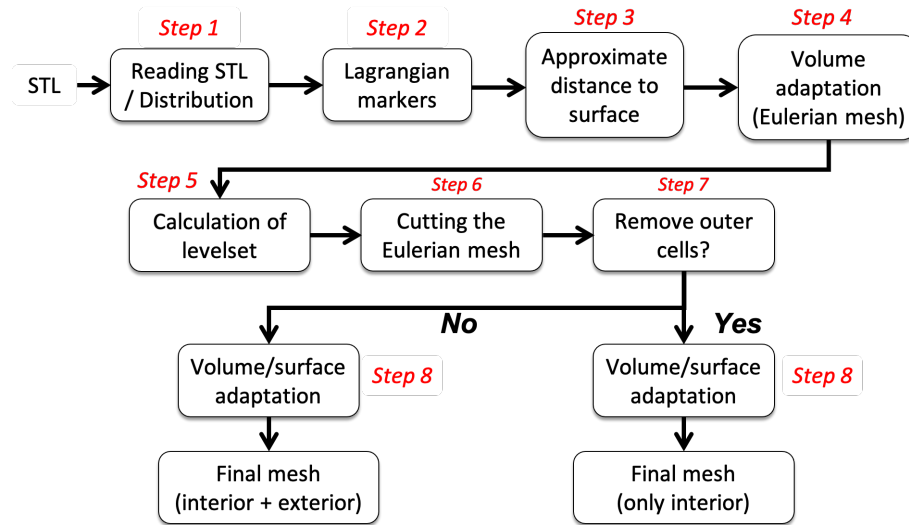 Step 1
Step 2
Step 3
Step 4
STL
Reading STL
/ Distribution
Lagrangian
markers
Approximate
distance to
surface
Volume
adaptation
(Eulerian mesh)
Step 5
Step 6
Step 7
Calculation of
levelset
Cutting the
Eulerian mesh
Remove outer
cells?
No
Yes
Volume/surface
adaptation
Step 8
Volume/surface
adaptation
Step 8
Final mesh
(interior + exterior)
Final mesh
(only interior)